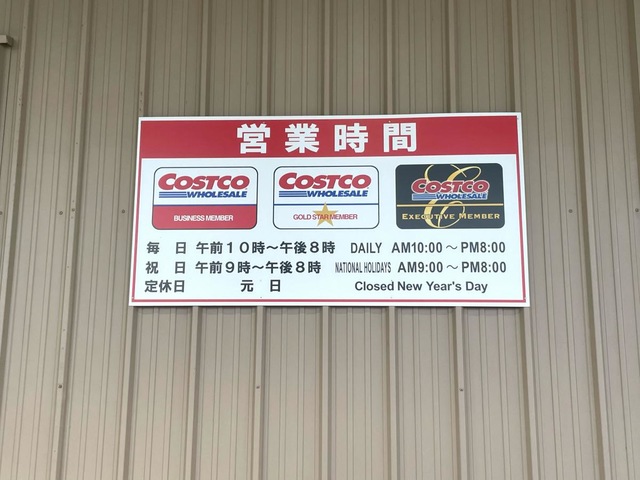 営業時間
COSTCO WHOLESALE BUSINESS MEMBER
COSTCO WHOLESALE GOLD STAR MEMBER
COSTCO WHOLESALE EXECUTIVE MEMBER
毎日 午前10時～午後8時 DAILY AM10:00～PM8:00
祝日 午前9時～午後8時 NATIONAL HOLIDAYS AM9:00～PM8:00
定休日 元日 Closed New Year's Day